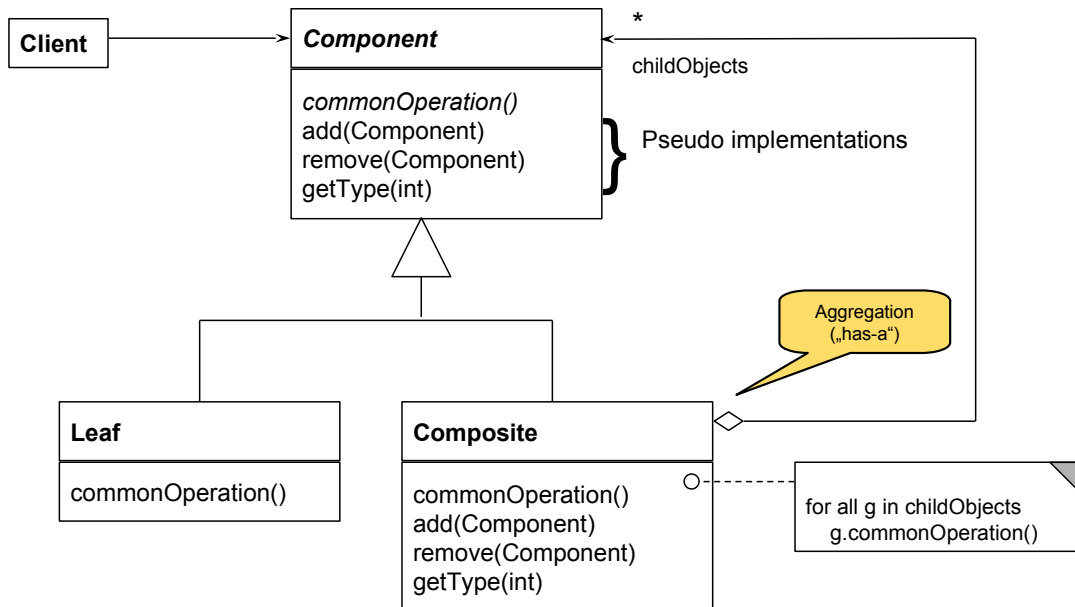 Client
Component
*
childObjects
commonOperation()
add(Component)
remove(Component)
getType(int)
}
Pseudo implementations
Aggregation
(„has-a“)
Leaf
commonOperation()
Composite
commonOperation()
add(Component)
remove(Component)
getType(int)
for all g in childObjects
g.commonOperation()